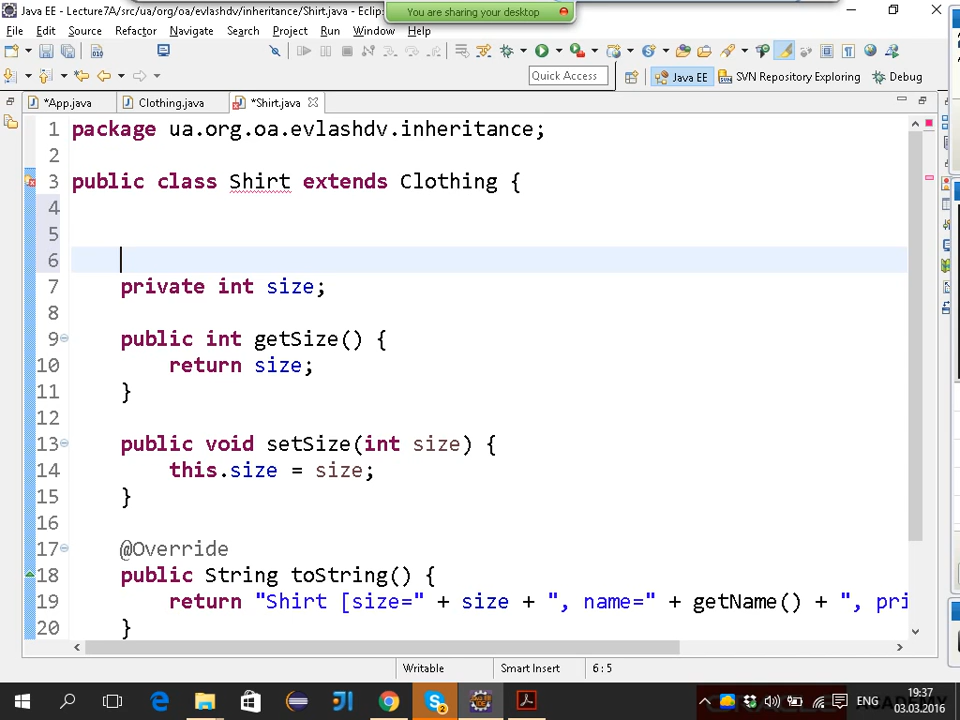 Java EE - Lecture7A/src/ua/org/oa/evlashdv/inheritance/Shirt.java - Eclip
You are sharing your desktop
File Edit Source Refactor Navigate Search Project Run Window Help
Quick Access
Java EE
SVN Repository Exploring
Debug
*App.java
Clothing.java
*Shirt.java
1 package ua.org.oa.evlashdv.inheritance;
2
3 public class Shirt extends Clothing {
4
5
6
7 private int size;
8
9 public int getSize() {
10 return size;
11 }
12
13 public void setSize(int size) {
14 this.size = size;
15 }
16
17 @Override
18 public String toString() {
19 return "Shirt [size=" + size + ", name=" + getName() + ", pri
20 }
Writable
Smart Insert
6 : 5
2
ENG
19:37
03.03.2016